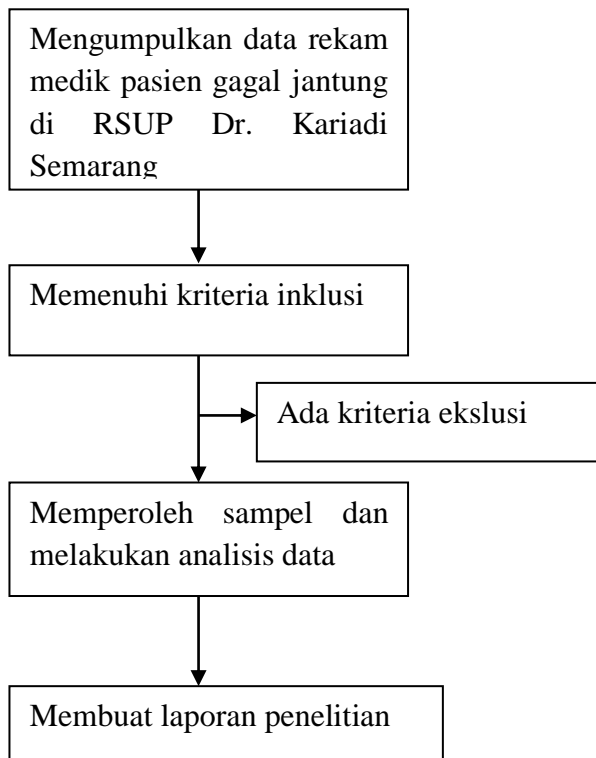 Mengumpulkan data rekam
medik pasien gagal jantung
di RSUP Dr. Kariadi
Semarang
Memenuhi kriteria inklusi
Ada kriteria ekslusi
Memperoleh sampel dan
melakukan analisis data
Membuat laporan penelitian